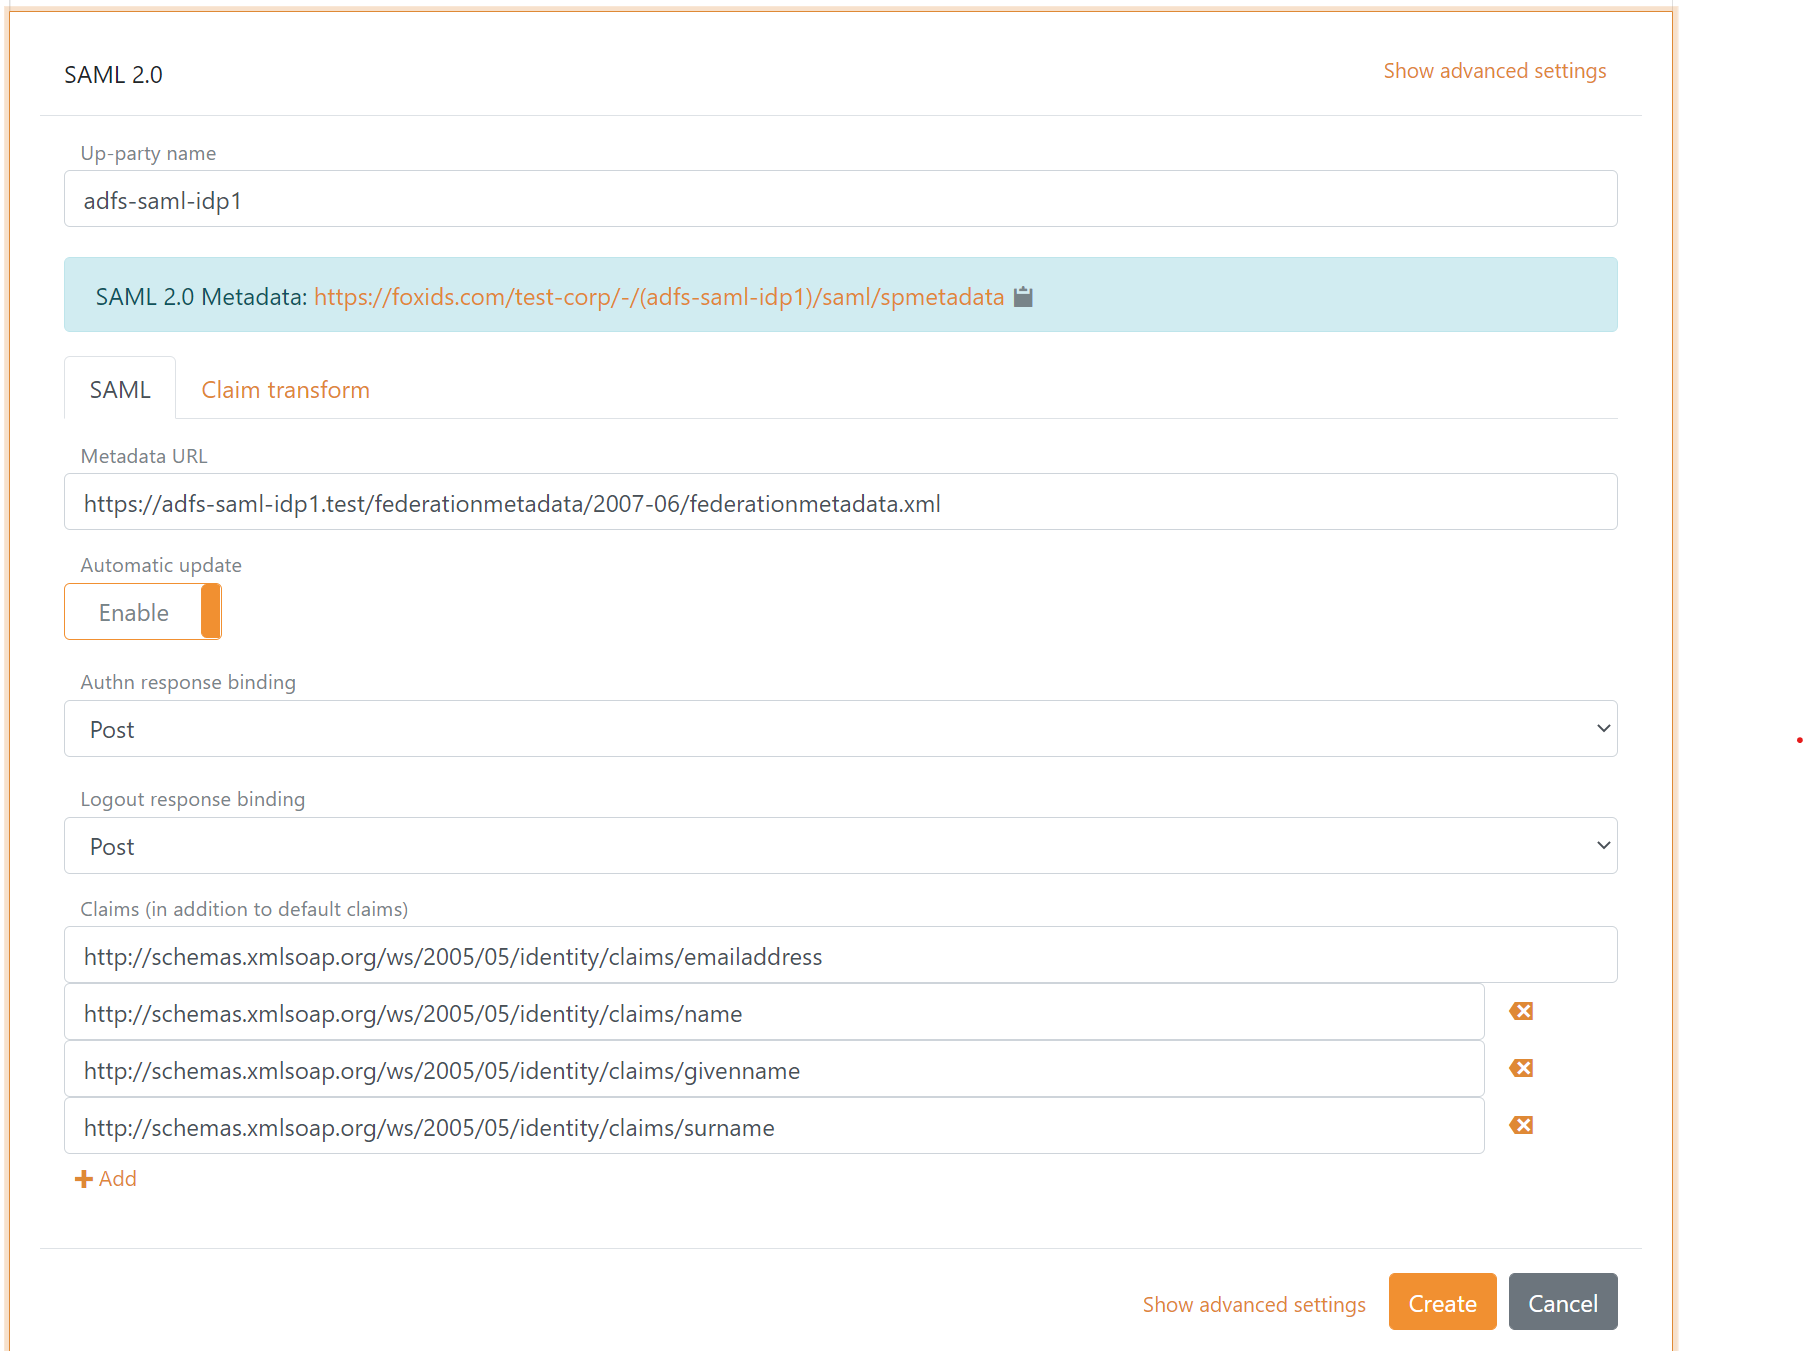 SAML 2.0
Show advanced settings
Up-party name
adfs-saml-idp1
SAML 2.0 Metadata: https://foxids.com/test-corp/-/(adfs-saml-idp1)/saml/spmetadata
SAML
Claim transform
Metadata URL
https://adfs-saml-idp1.test/federationmetadata/2007-06/federationmetadata.xml
Automatic update
Enable
Authn response binding
Post
Logout response binding
Post
Claims (in addition to default claims)
http://schemas.xmlsoap.org/ws/2005/05/identity/claims/emailaddress
http://schemas.xmlsoap.org/ws/2005/05/identity/claims/name
http://schemas.xmlsoap.org/ws/2005/05/identity/claims/givenname
http://schemas.xmlsoap.org/ws/2005/05/identity/claims/surname
Add
Show advanced settings
Create
Cancel